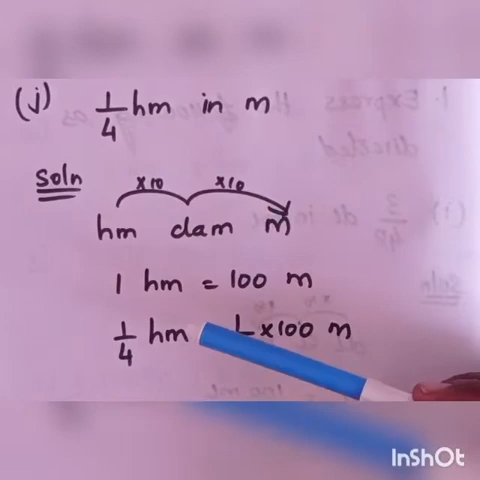 (j) 1/4 hm in m
Soln
x10 x10
hm dam m
1 hm = 100 m
1/4 hm x100 m
InShOt